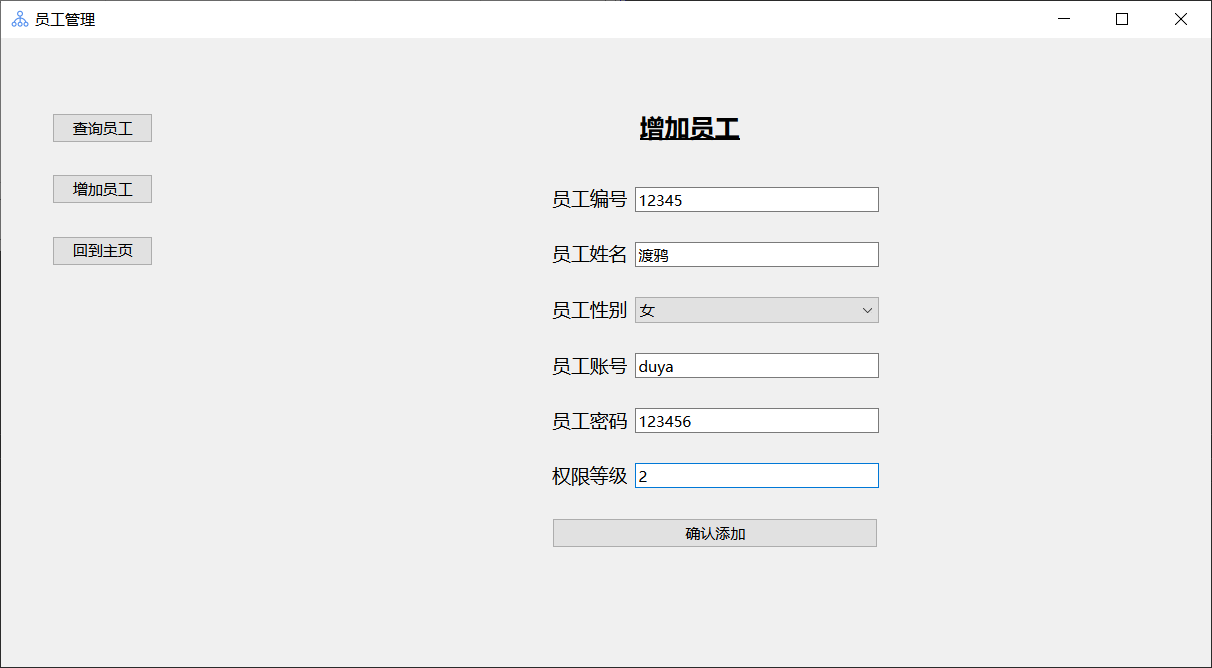 员工管理
查询员工
增加员工
回到主页
增加员工
员工编号 12345
员工姓名 渡鸦
员工性别 女
员工账号 duya
员工密码 123456
权限等级 2
确认添加